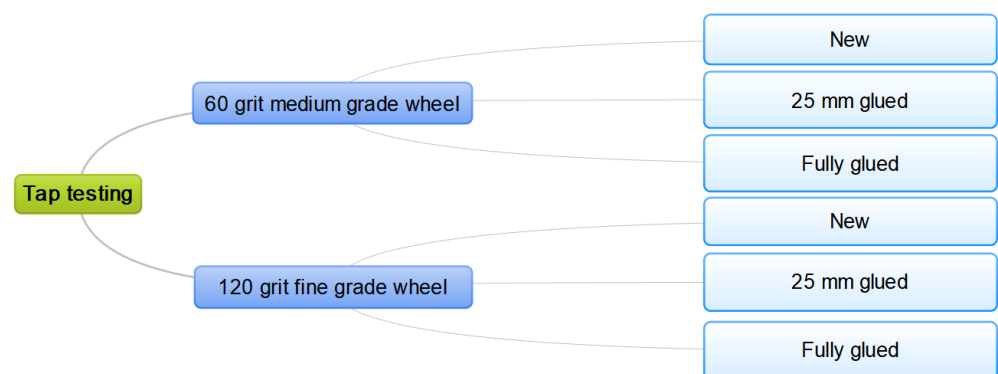 Tap testing
60 grit medium grade wheel
New
25 mm glued
Fully glued
120 grit fine grade wheel
New
25 mm glued
Fully glued